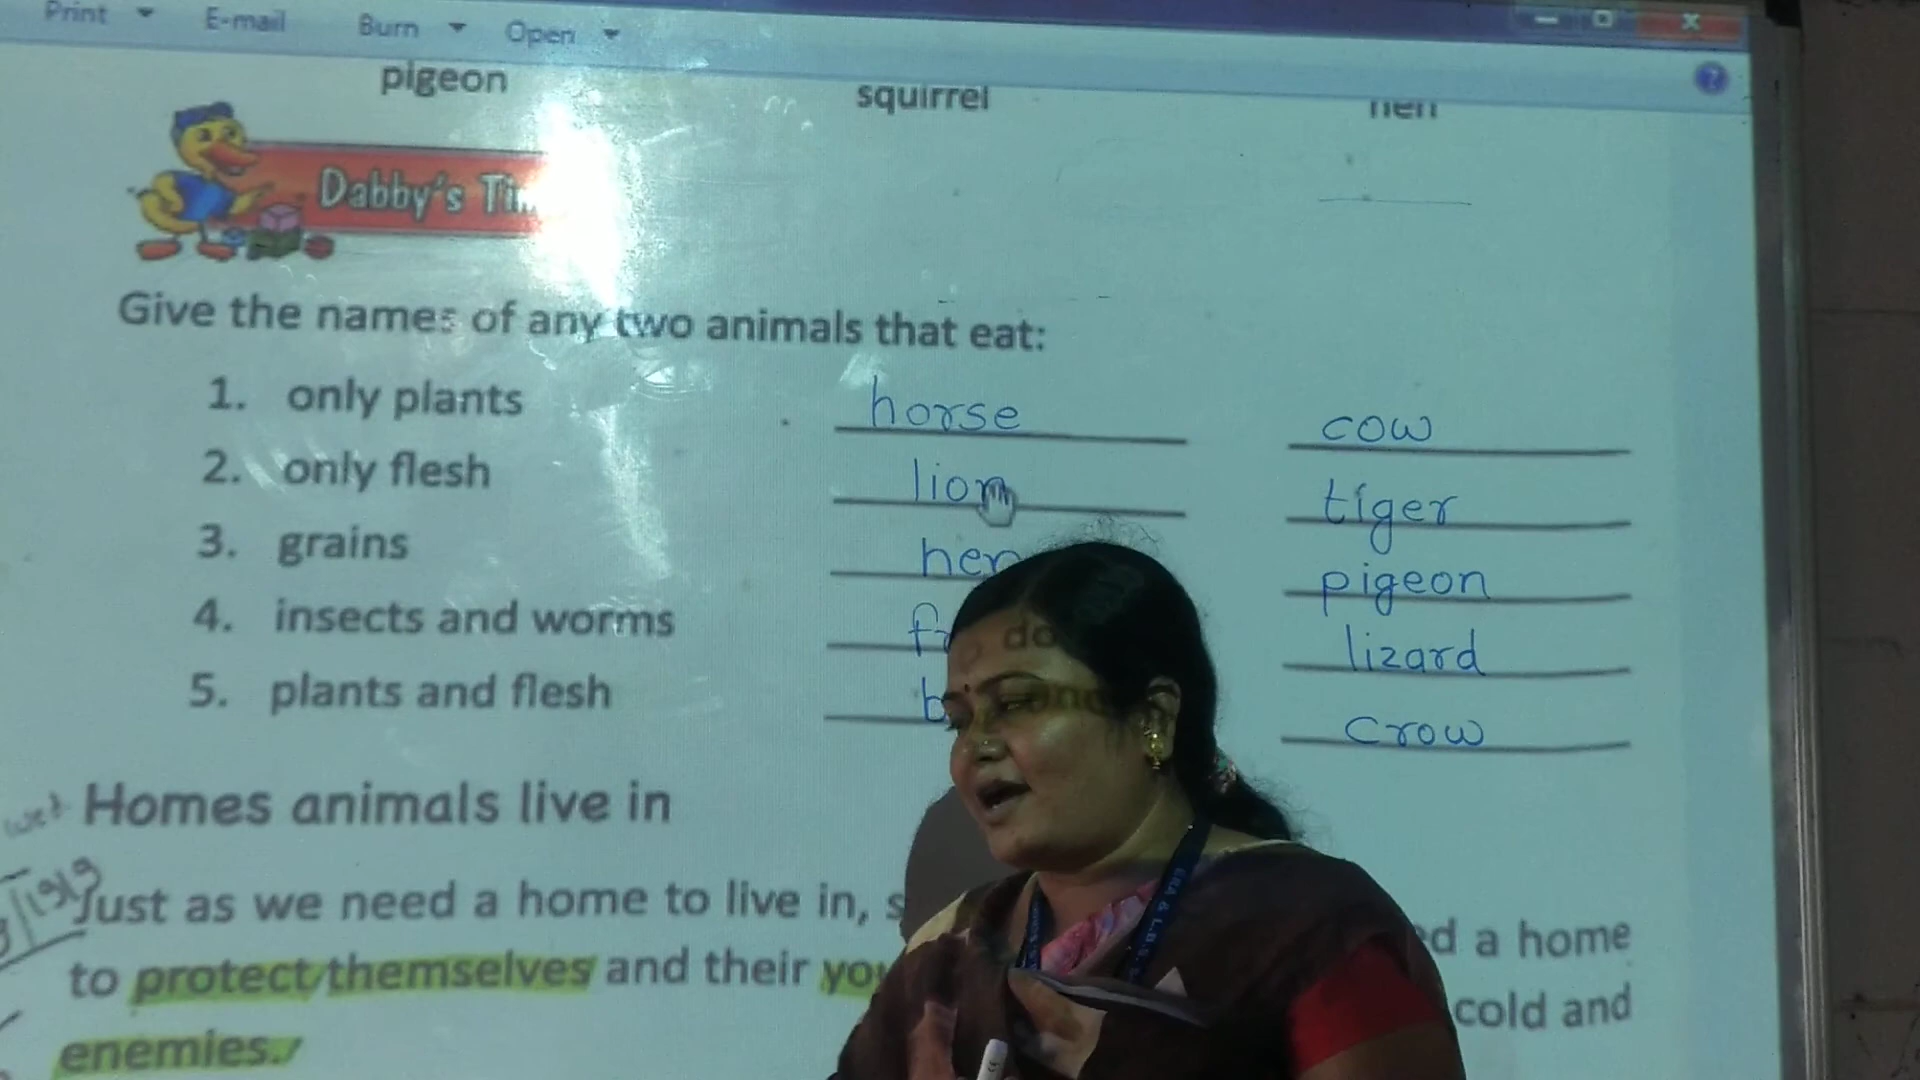 Print E-mail Burn Open
pigeon squirrel hen
Dabby's
Give the names of any two animals that eat:
1. only plants horse cow
2. only flesh lion tiger
3. grains hen pigeon
4. insects and worms lizard
5. plants and flesh crow
Homes animals live in
Just as we need a home to live in, a home
to protect themselves and their cold and
enemies.